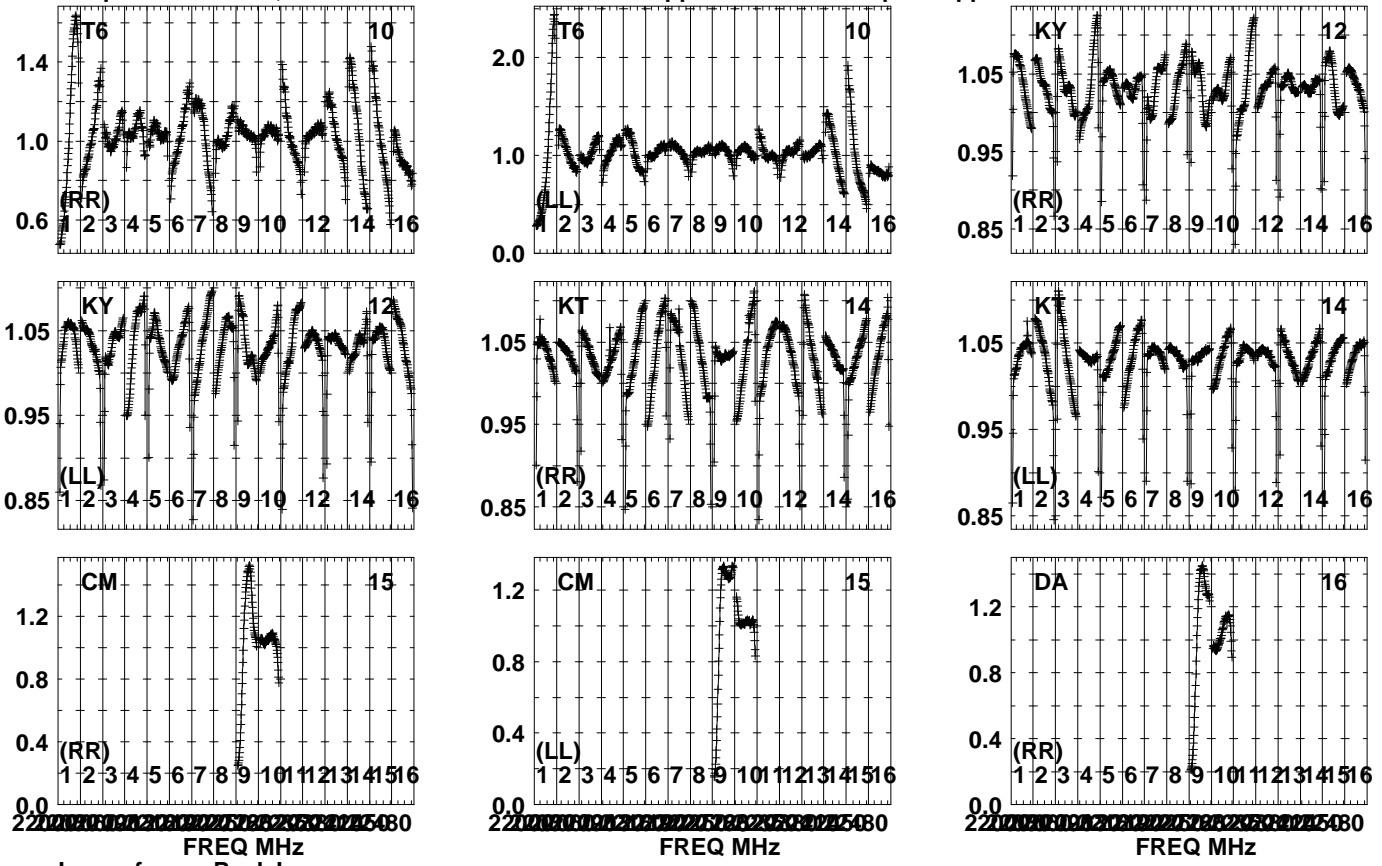 T6 10
1.4
1.0
0.6
(RR)
1 2 3 4 5 6 7 8 9 10 12 14 16
T6 10
2.0
1.0
0.0
(LL)
1 2 3 4 5 6 7 8 9 10 12 14 16
KY 12
1.05
0.95
0.85
(RR)
1 2 3 4 5 6 7 8 9 10 12 14 16
KY 12
1.05
0.95
0.85
(LL)
1 2 3 4 5 6 7 8 9 10 12 14 16
KT 14
1.05
0.95
0.85
(RR)
1 2 3 4 5 6 7 8 9 10 12 14 16
KT 14
1.05
0.95
0.85
(LL)
1 2 3 4 5 6 7 8 9 10 12 14 16
CM 15
1.2
0.8
0.4
0.0
(RR)
1 2 3 4 5 6 7 8 9 10 11 12 13 14 15 16
FREQ MHz
CM 15
1.2
0.8
0.4
0.0
(LL)
1 2 3 4 5 6 7 8 9 10 11 12 13 14 15 16
FREQ MHz
DA 16
1.2
0.8
0.4
0.0
(RR)
1 2 3 4 5 6 7 8 9 10 11 12 13 14 15 16
FREQ MHz